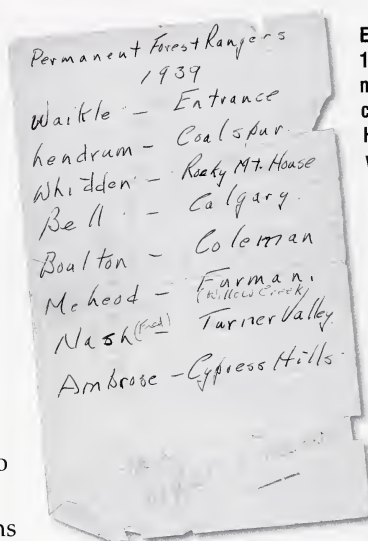 Permanent Forest Rangers
1939
Waikle - Entrance
Lendrum - Coalspur.
Whidden - Rocky Mt. House
Bell - Calgary.
Boulton - Coleman
McLeod - Furman.
(Willow Creek)
Nash (Fred) - Turner Valley.
Ambrose - Cypress Hills.